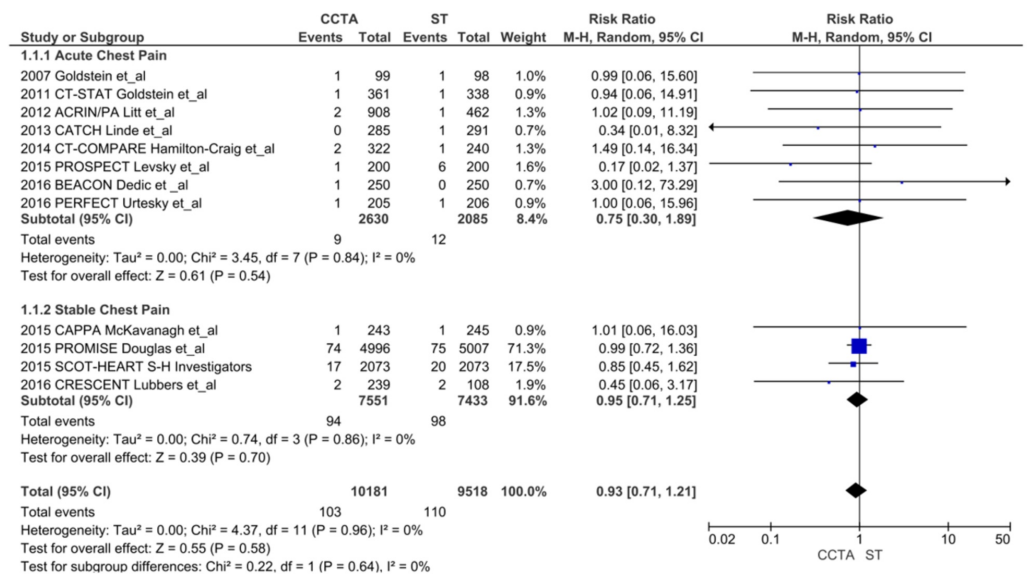 CCTA ST Risk Ratio Risk Ratio
Study or Subgroup Events Total Events Total Weight M-H, Random, 95% CI M-H, Random, 95% CI
1.1.1 Acute Chest Pain
2007 Goldstein et_al 1 99 1 98 1.0% 0.99 [0.06, 15.60]
2011 CT-STAT Goldstein et_al 1 361 1 338 0.9% 0.94 [0.06, 14.91]
2012 ACRIN/PA Litt et_al 2 908 1 462 1.3% 1.02 [0.09, 11.19]
2013 CATCH Linde et_al 0 285 1 291 0.7% 0.34 [0.01, 8.32]
2014 CT-COMPARE Hamilton-Craig et_al 2 322 1 240 1.3% 1.49 [0.14, 16.34]
2015 PROSPECT Levsky et_al 1 200 6 200 1.6% 0.17 [0.02, 1.37]
2016 BEACON Dedic et _al 1 250 0 250 0.7% 3.00 [0.12, 73.29]
2016 PERFECT Urtesky et_al 1 205 1 206 0.9% 1.00 [0.06, 15.96]
Subtotal (95% CI) 2630 2085 8.4% 0.75 [0.30, 1.89]
Total events 9 12
Heterogeneity: Tau² = 0.00; Chi² = 3.45, df = 7 (P = 0.84); I² = 0%
Test for overall effect: Z = 0.61 (P = 0.54)
1.1.2 Stable Chest Pain
2015 CAPPA McKavanagh et_al 1 243 1 245 0.9% 1.01 [0.06, 16.03]
2015 PROMISE Douglas et_al 74 4996 75 5007 71.3% 0.99 [0.72, 1.36]
2015 SCOT-HEART S-H Investigators 17 2073 20 2073 17.5% 0.85 [0.45, 1.62]
2016 CRESCENT Lubbers et_al 2 239 2 108 1.9% 0.45 [0.06, 3.17]
Subtotal (95% CI) 7551 7433 91.6% 0.95 [0.71, 1.25]
Total events 94 98
Heterogeneity: Tau² = 0.00; Chi² = 0.74, df = 3 (P = 0.86); I² = 0%
Test for overall effect: Z = 0.39 (P = 0.70)
Total (95% CI) 10181 9518 100.0% 0.93 [0.71, 1.21]
Total events 103 110
Heterogeneity: Tau² = 0.00; Chi² = 4.37, df = 11 (P = 0.96); I² = 0%
Test for overall effect: Z = 0.55 (P = 0.58)
Test for subgroup differences: Chi² = 0.22, df = 1 (P = 0.64), I² = 0%
0.02 0.1 1 10 50
CCTA ST